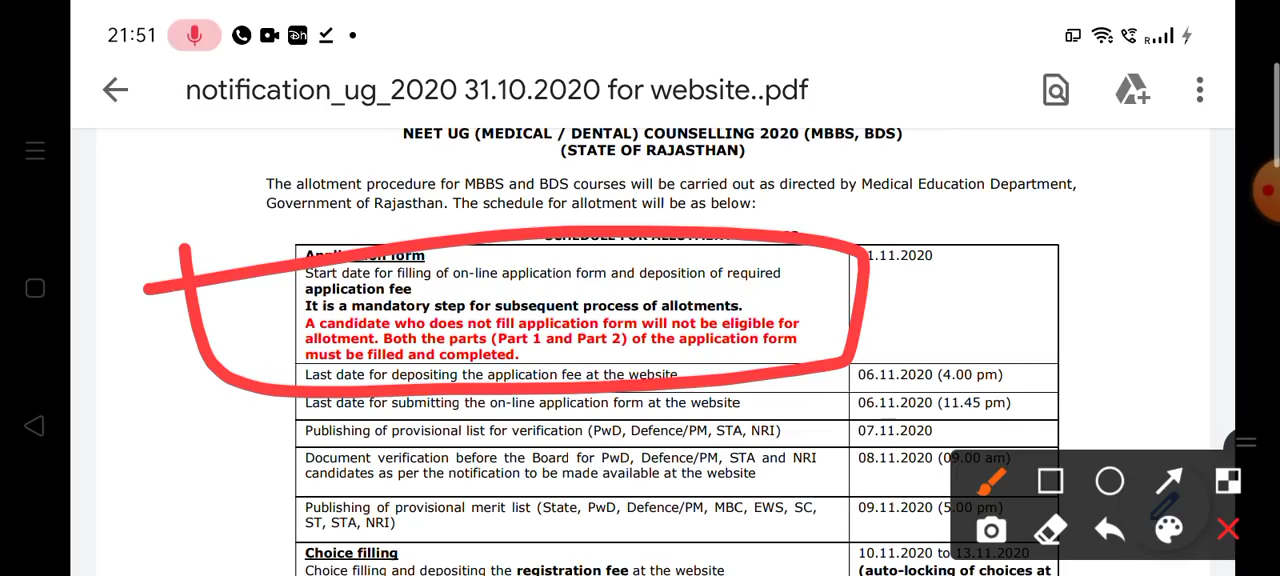 21:51
notification_ug_2020 31.10.2020 for website..pdf
NEET UG (MEDICAL / DENTAL) COUNSELLING 2020 (MBBS, BDS)
(STATE OF RAJASTHAN)
The allotment procedure for MBBS and BDS courses will be carried out as directed by Medical Education Department,
Government of Rajasthan. The schedule for allotment will be as below:
Start date for filling of on-line application form and deposition of required
application fee
It is a mandatory step for subsequent process of allotments.
A candidate who does not fill application form will not be eligible for
allotment. Both the parts (Part 1 and Part 2) of the application form
must be filled and completed.
Last date for depositing the application fee at the website
06.11.2020 (4.00 pm)
Last date for submitting the on-line application form at the website
06.11.2020 (11.45 pm)
Publishing of provisional list for verification (PwD, Defence/PM, STA, NRI)
07.11.2020
Document verification before the Board for PwD, Defence/PM, STA and NRI
candidates as per the notification to be made available at the website
08.11.2020 (09.00 am)
Publishing of provisional merit list (State, PwD, Defence/PM, MBC, EWS, SC,
ST, STA, NRI)
09.11.2020 (5.00 pm)
Choice filling
Choice filling and depositing the registration fee at the website
10.11.2020 to 13.11.2020
(auto-locking of choices at